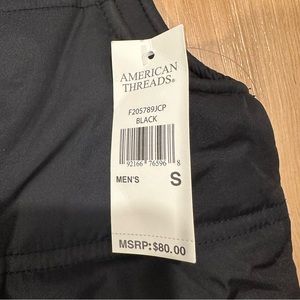 AMERICAN
THREADS®
F205789JCP
BLACK
92166 76596 8
MEN'S S
MSRP: $80.00